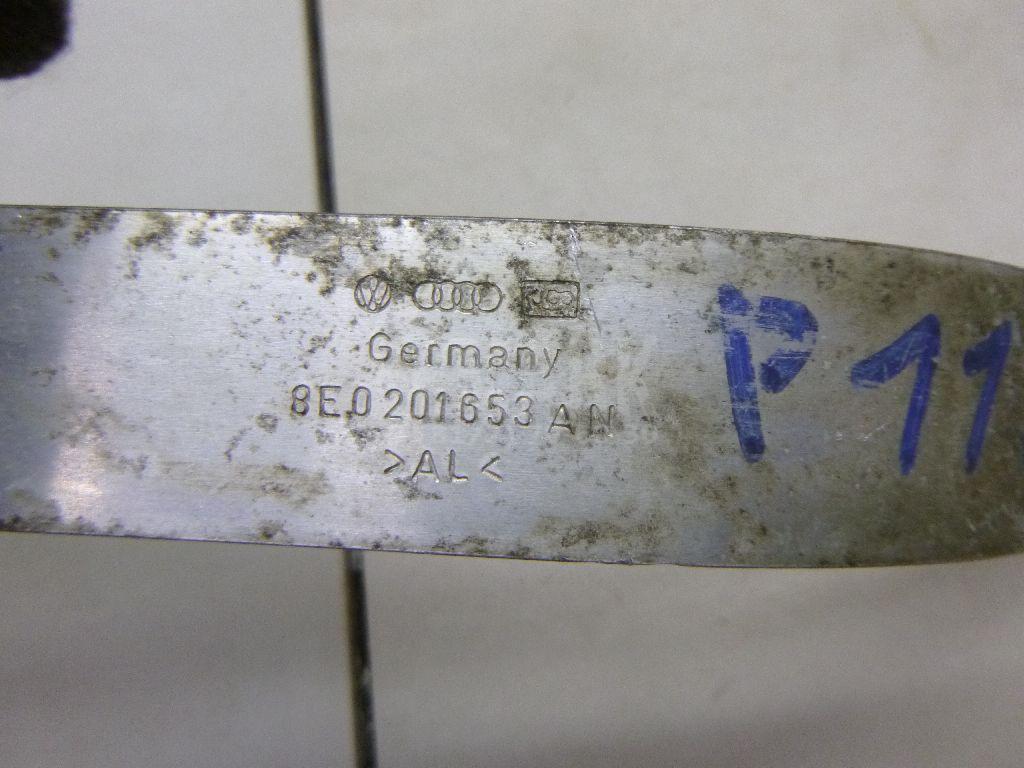 Germany
8E0 201 653 AN
>AL<
P11